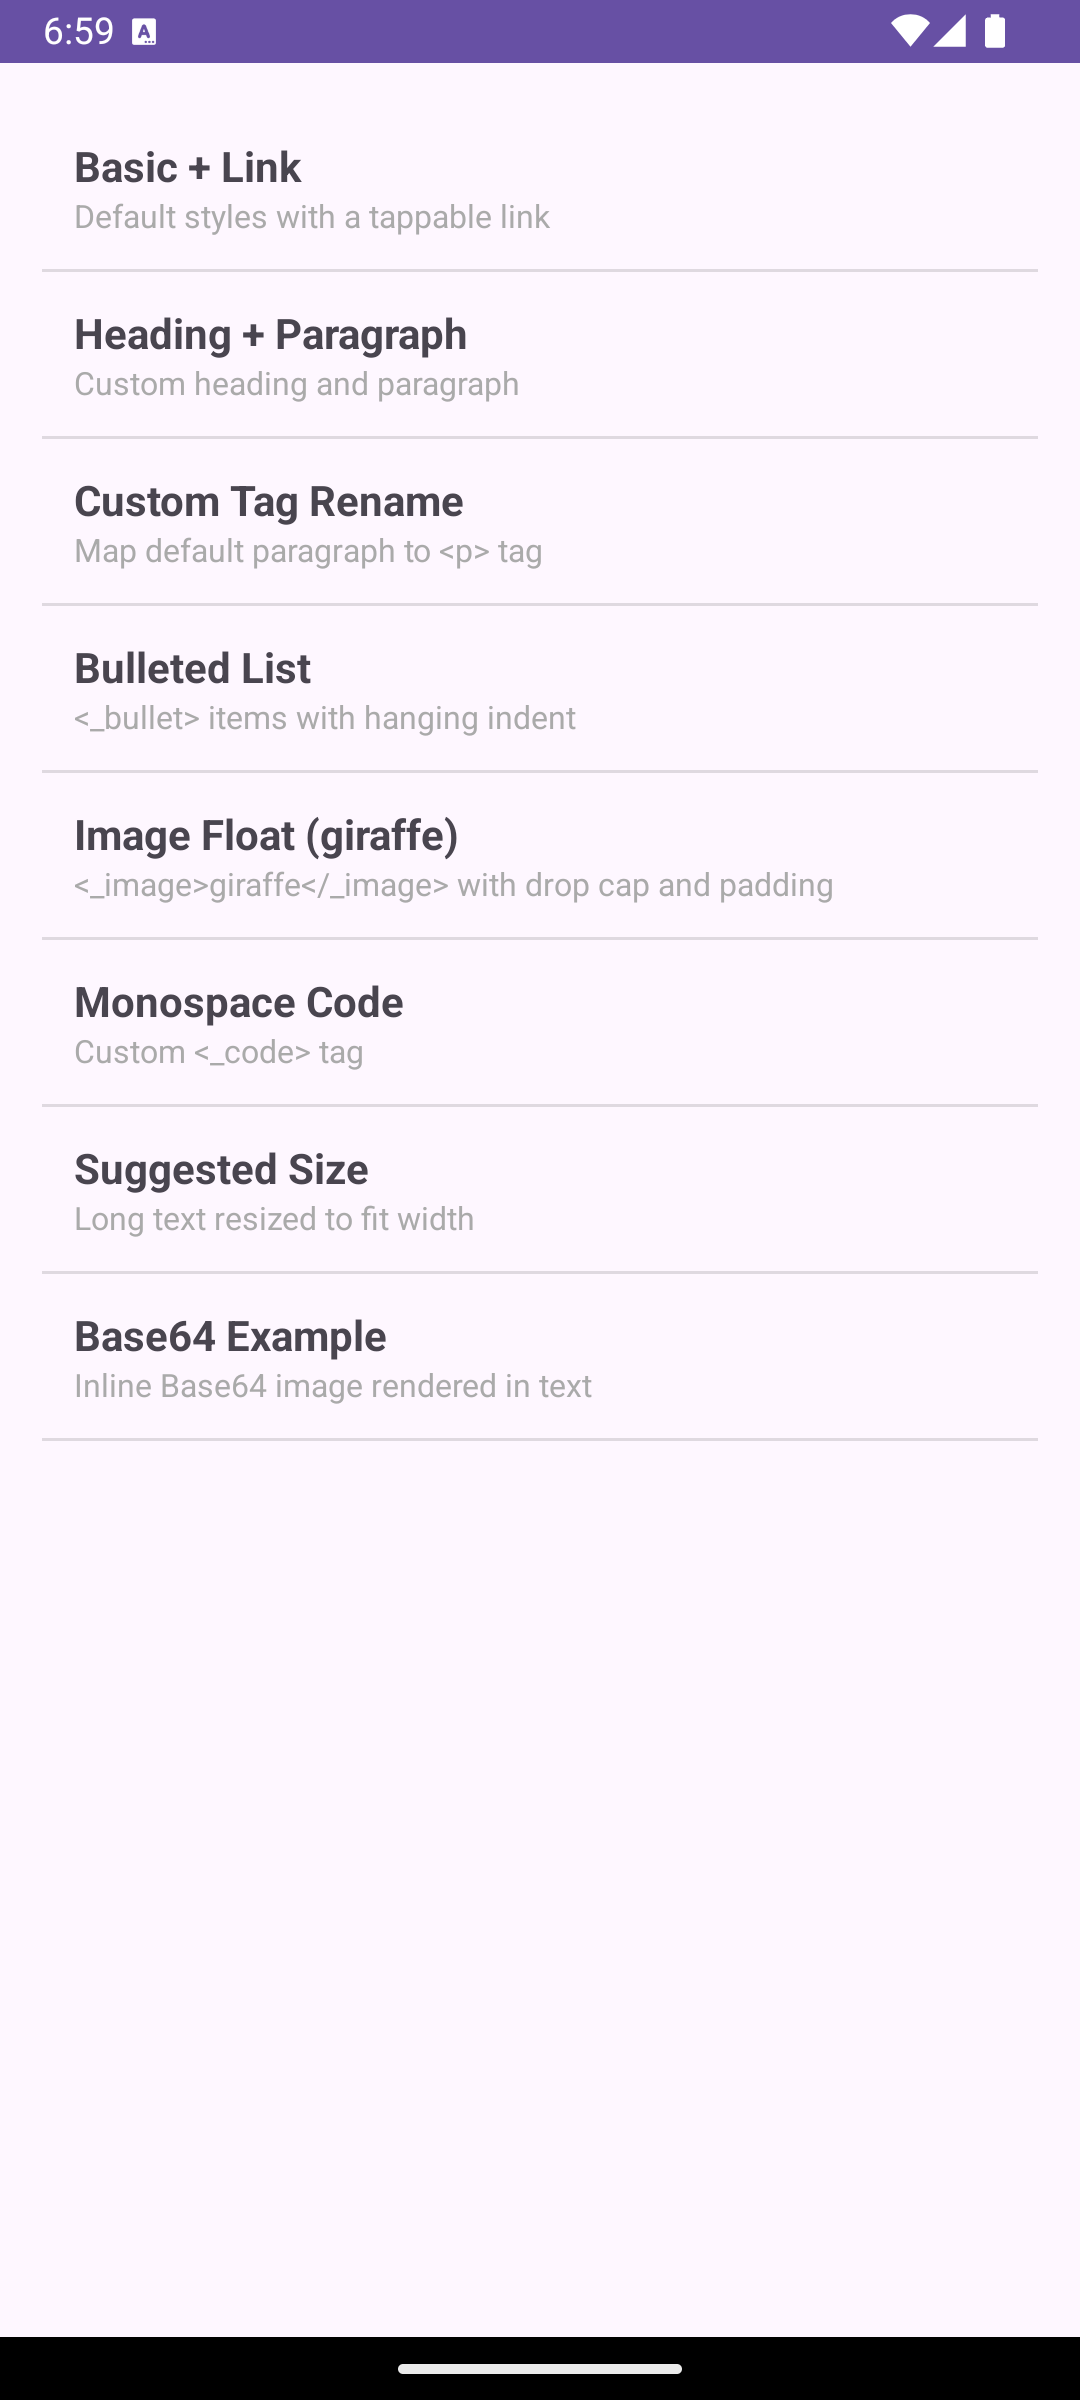 6:59
Basic + Link
Default styles with a tappable link
Heading + Paragraph
Custom heading and paragraph
Custom Tag Rename
Map default paragraph to <p> tag
Bulleted List
<_bullet> items with hanging indent
Image Float (giraffe)
<_image>giraffe</_image> with drop cap and padding
Monospace Code
Custom <_code> tag
Suggested Size
Long text resized to fit width
Base64 Example
Inline Base64 image rendered in text